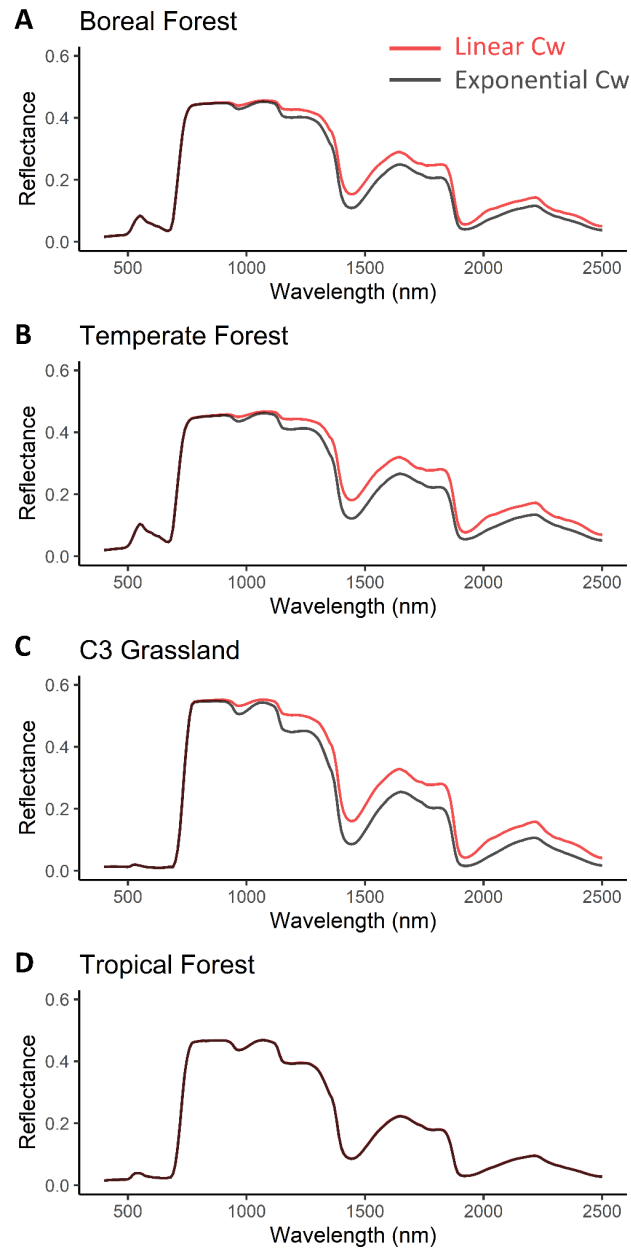 A Boreal Forest
Linear Cw
Exponential Cw
0.6
0.4
0.2
0.0
Reflectance
500 1000 1500 2000 2500
Wavelength (nm)
B Temperate Forest
0.6
0.4
0.2
0.0
Reflectance
500 1000 1500 2000 2500
Wavelength (nm)
C C3 Grassland
0.6
0.4
0.2
0.0
Reflectance
500 1000 1500 2000 2500
Wavelength (nm)
D Tropical Forest
0.6
0.4
0.2
0.0
Reflectance
500 1000 1500 2000 2500
Wavelength (nm)